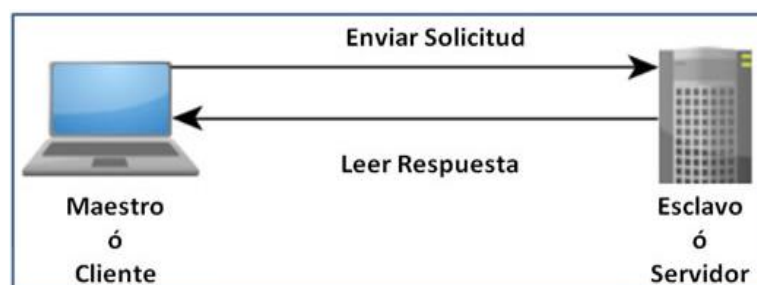 Enviar Solicitud
Leer Respuesta
Maestro
ó
Cliente
Esclavo
ó
Servidor